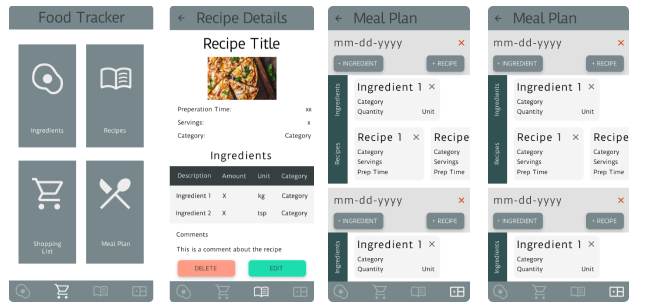 Food Tracker
Ingredients
Recipes
Shopping
List
Meal Plan
← Recipe Details
Recipe Title
Preperation Time: xx
Servings: x
Category: Category
Ingredients
Description Amount Unit Category
Ingredient 1 X kg Category
Ingredient 2 X tsp Category
Comments
This is a comment about the recipe
DELETE EDIT
← Meal Plan
mm-dd-yyyy ×
+ INGREDIENT + RECIPE
Ingredients
Ingredient 1 ×
Category
Quantity Unit
Recipes
Recipe 1 × Recipe
Category Category
Servings Servings
Prep Time Prep Time
mm-dd-yyyy ×
+ INGREDIENT + RECIPE
Ingredients
Ingredient 1 ×
Category
Quantity Unit
← Meal Plan
mm-dd-yyyy ×
+ INGREDIENT + RECIPE
Ingredients
Ingredient 1 ×
Category
Quantity Unit
Recipes
Recipe 1 × Recipe
Category Category
Servings Servings
Prep Time Prep Time
mm-dd-yyyy ×
+ INGREDIENT + RECIPE
Ingredients
Ingredient 1 ×
Category
Quantity Unit